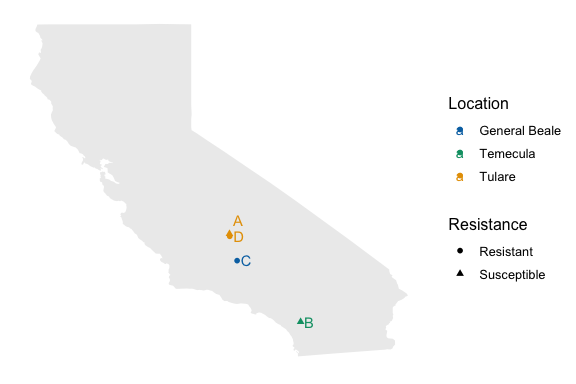 Location
a General Beale
a Temecula
a Tulare
A
D
C
Resistance
Resistant
Susceptible
B